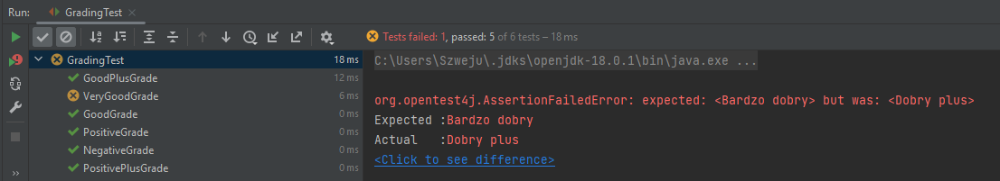 Run: GradingTest ×
Tests failed: 1, passed: 5 of 6 tests – 18 ms
GradingTest 18 ms
GoodPlusGrade 12 ms
VeryGoodGrade 6 ms
GoodGrade 0 ms
PositiveGrade 0 ms
NegativeGrade 0 ms
PositivePlusGrade 0 ms
C:\Users\Szweju\.jdks\openjdk-18.0.1\bin\java.exe ...
org.opentest4j.AssertionFailedError: expected: <Bardzo dobry> but was: <Dobry plus>
Expected :Bardzo dobry
Actual   :Dobry plus
<Click to see difference>